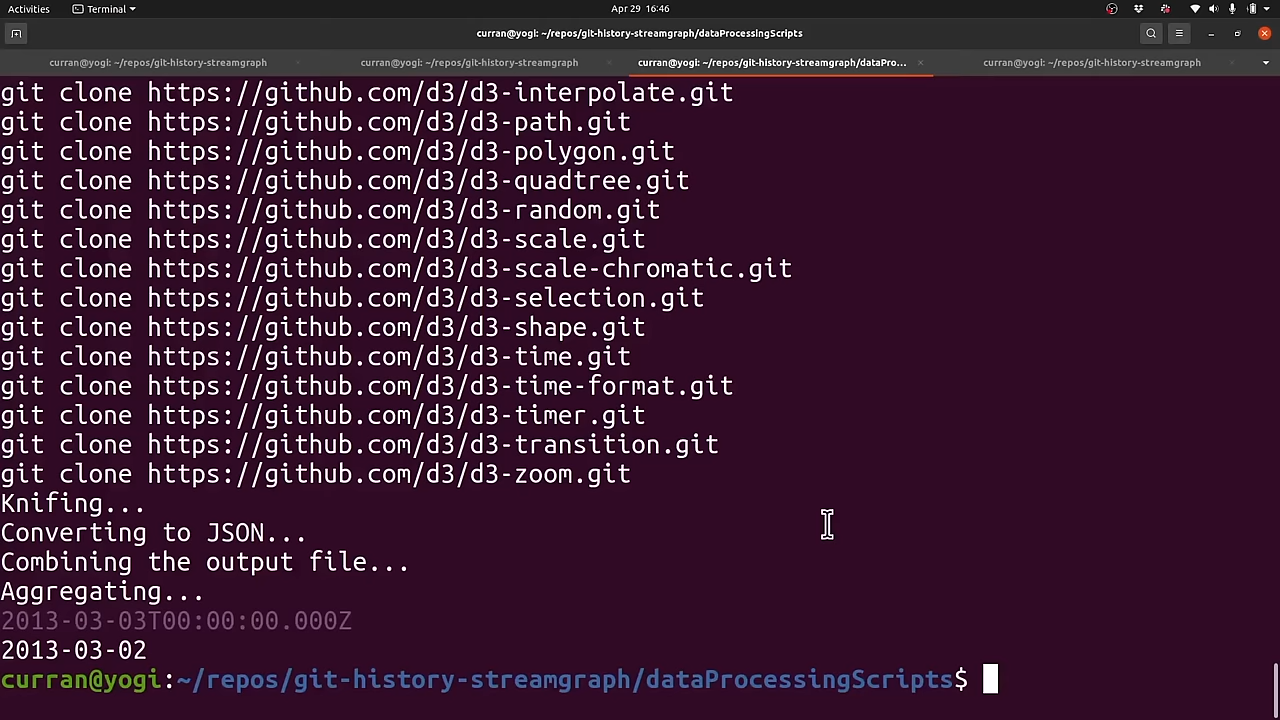 Activities
Terminal
Apr 29 16:46
curran@yogi: ~/repos/git-history-streamgraph/dataProcessingScripts
curran@yogi: ~/repos/git-history-streamgraph
curran@yogi: ~/repos/git-history-streamgraph
curran@yogi: ~/repos/git-history-streamgraph/dataPro...
curran@yogi: ~/repos/git-history-streamgraph
git clone https://github.com/d3/d3-interpolate.git
git clone https://github.com/d3/d3-path.git
git clone https://github.com/d3/d3-polygon.git
git clone https://github.com/d3/d3-quadtree.git
git clone https://github.com/d3/d3-random.git
git clone https://github.com/d3/d3-scale.git
git clone https://github.com/d3/d3-scale-chromatic.git
git clone https://github.com/d3/d3-selection.git
git clone https://github.com/d3/d3-shape.git
git clone https://github.com/d3/d3-time.git
git clone https://github.com/d3/d3-time-format.git
git clone https://github.com/d3/d3-timer.git
git clone https://github.com/d3/d3-transition.git
git clone https://github.com/d3/d3-zoom.git
Knifing...
Converting to JSON...
Combining the output file...
Aggregating...
2013-03-03T00:00:00.000Z
2013-03-02
curran@yogi:~/repos/git-history-streamgraph/dataProcessingScripts$